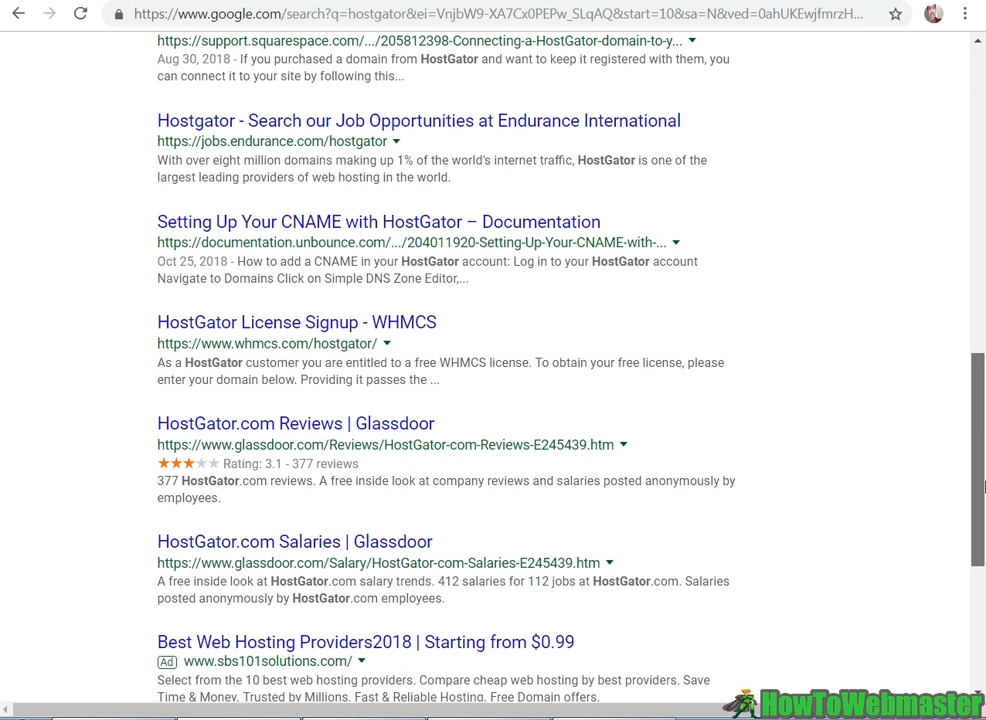 https://www.google.com/search?q=hostgator&ei=VnjbW9-XA7Cx0PEPw_SLqAQ&start=10&sa=N&ved=0ahUKEwjfmrzH...
https://support.squarespace.com/.../205812398-Connecting-a-HostGator-domain-to-y...
Aug 30, 2018 - If you purchased a domain from HostGator and want to keep it registered with them, you
can connect it to your site by following this...
Hostgator - Search our Job Opportunities at Endurance International
https://jobs.endurance.com/hostgator
With over eight million domains making up 1% of the world's internet traffic, HostGator is one of the
largest leading providers of web hosting in the world.
Setting Up Your CNAME with HostGator – Documentation
https://documentation.unbounce.com/.../204011920-Setting-Up-Your-CNAME-with-...
Oct 25, 2018 - How to add a CNAME in your HostGator account: Log in to your HostGator account
Navigate to Domains Click on Simple DNS Zone Editor,...
HostGator License Signup - WHMCS
https://www.whmcs.com/hostgator/
As a HostGator customer you are entitled to a free WHMCS license. To obtain your free license, please
enter your domain below. Providing it passes the ...
HostGator.com Reviews | Glassdoor
https://www.glassdoor.com/Reviews/HostGator-com-Reviews-E245439.htm
Rating: 3.1 - 377 reviews
377 HostGator.com reviews. A free inside look at company reviews and salaries posted anonymously by
employees.
HostGator.com Salaries | Glassdoor
https://www.glassdoor.com/Salary/HostGator-com-Salaries-E245439.htm
A free inside look at HostGator.com salary trends. 412 salaries for 112 jobs at HostGator.com. Salaries
posted anonymously by HostGator.com employees.
Best Web Hosting Providers2018 | Starting from $0.99
Ad www.sbs101solutions.com/
Select from the 10 best web hosting providers. Compare cheap web hosting by best providers. Save
Time & Money. Trusted by Millions. Fast & Reliable Hosting. Free Domain offers.
HowToWebmaster